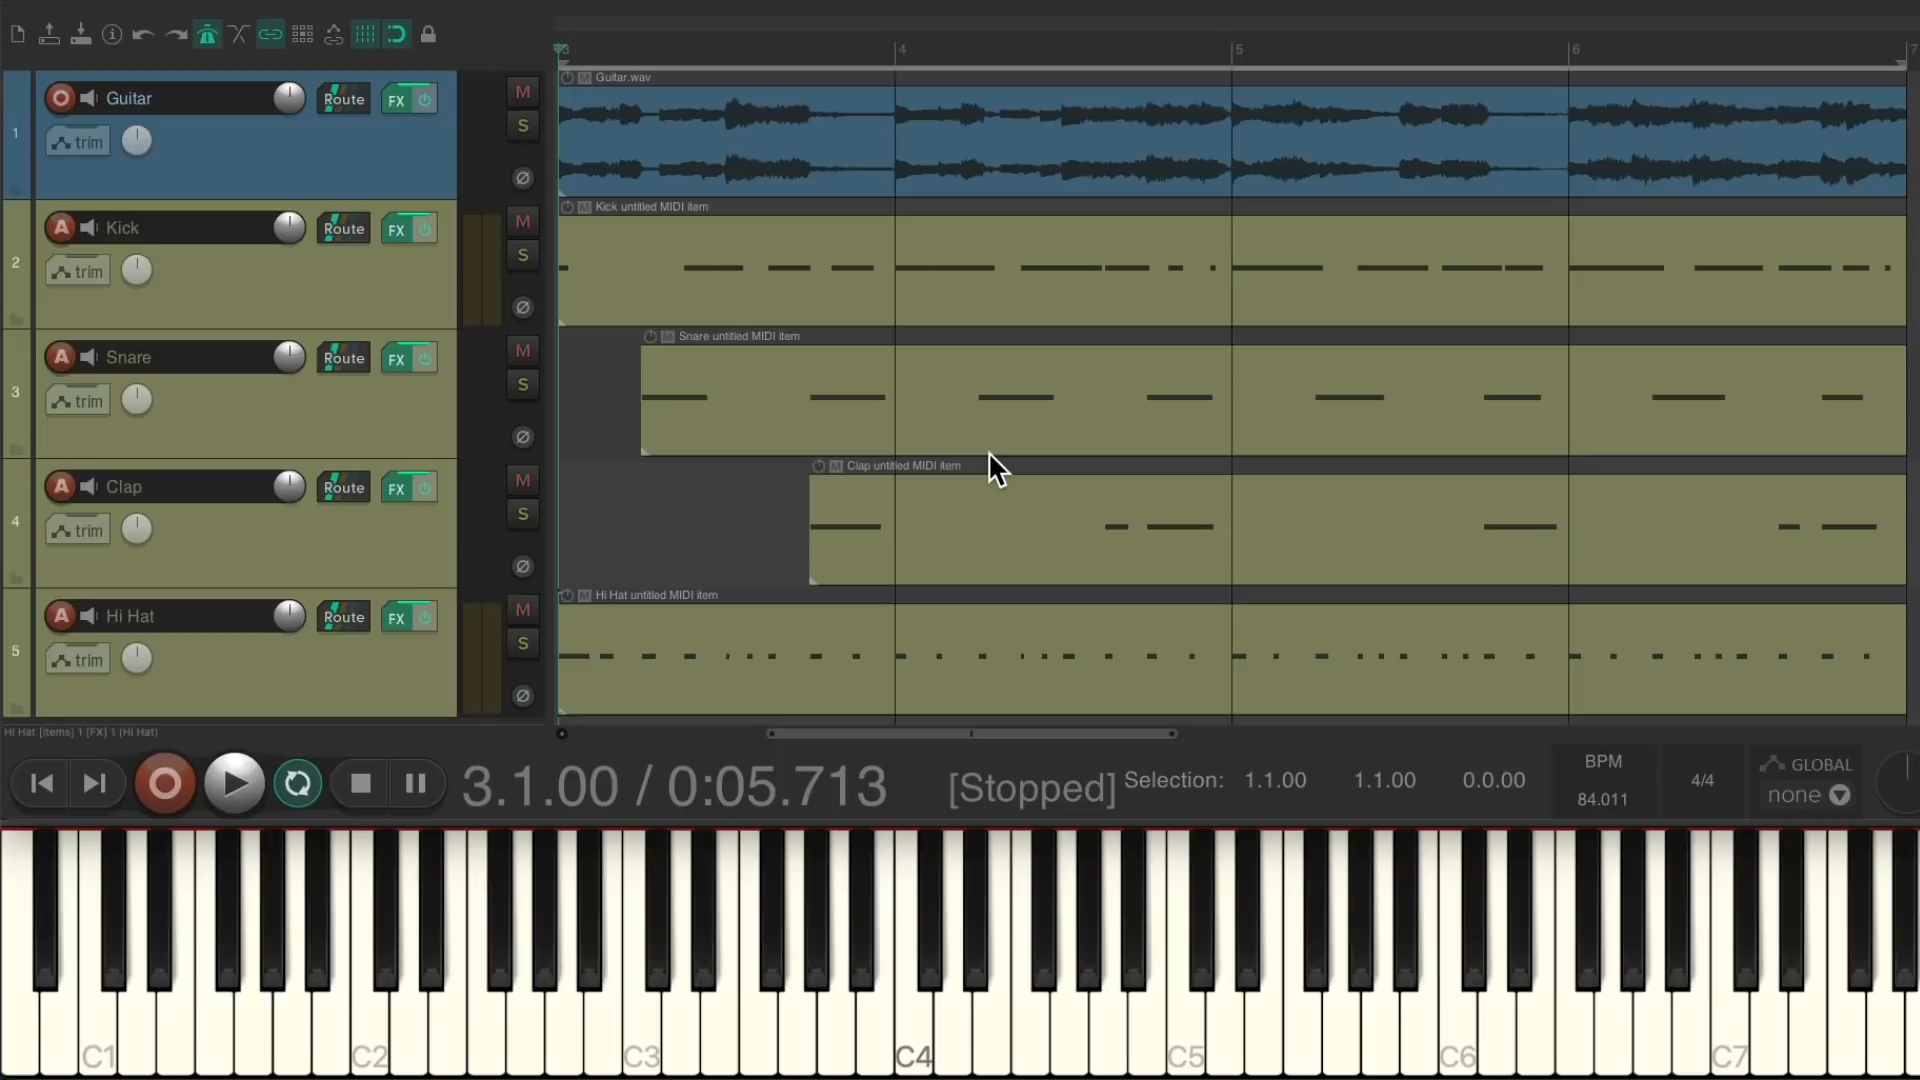 3 4 5 6 7
1 Guitar Route FX M
trim S
Ø
Guitar.wav
2 Kick Route FX M
trim S
Ø
Kick untitled MIDI item
3 Snare Route FX M
trim S
Ø
Snare untitled MIDI item
4 Clap Route FX M
trim S
Ø
Clap untitled MIDI item
5 Hi Hat Route FX M
trim S
Ø
Hi Hat untitled MIDI item
Hi Hat [Items] 1 [FX] 1 (Hi Hat)
3.1.00 / 0:05.713 [Stopped] Selection: 1.1.00 1.1.00 0.0.00
BPM
84.011
4/4
GLOBAL
none
C1 C2 C3 C4 C5 C6 C7